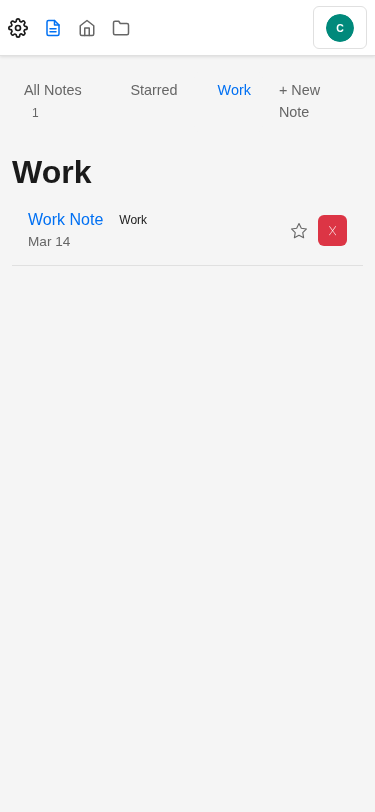 C
All Notes
1
Starred
Work
+ New
Note
Work
Work Note Work
Mar 14
X